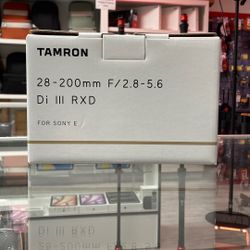 TAMRON
28-200mm F/2.8-5.6
Di III RXD
FOR SONY E